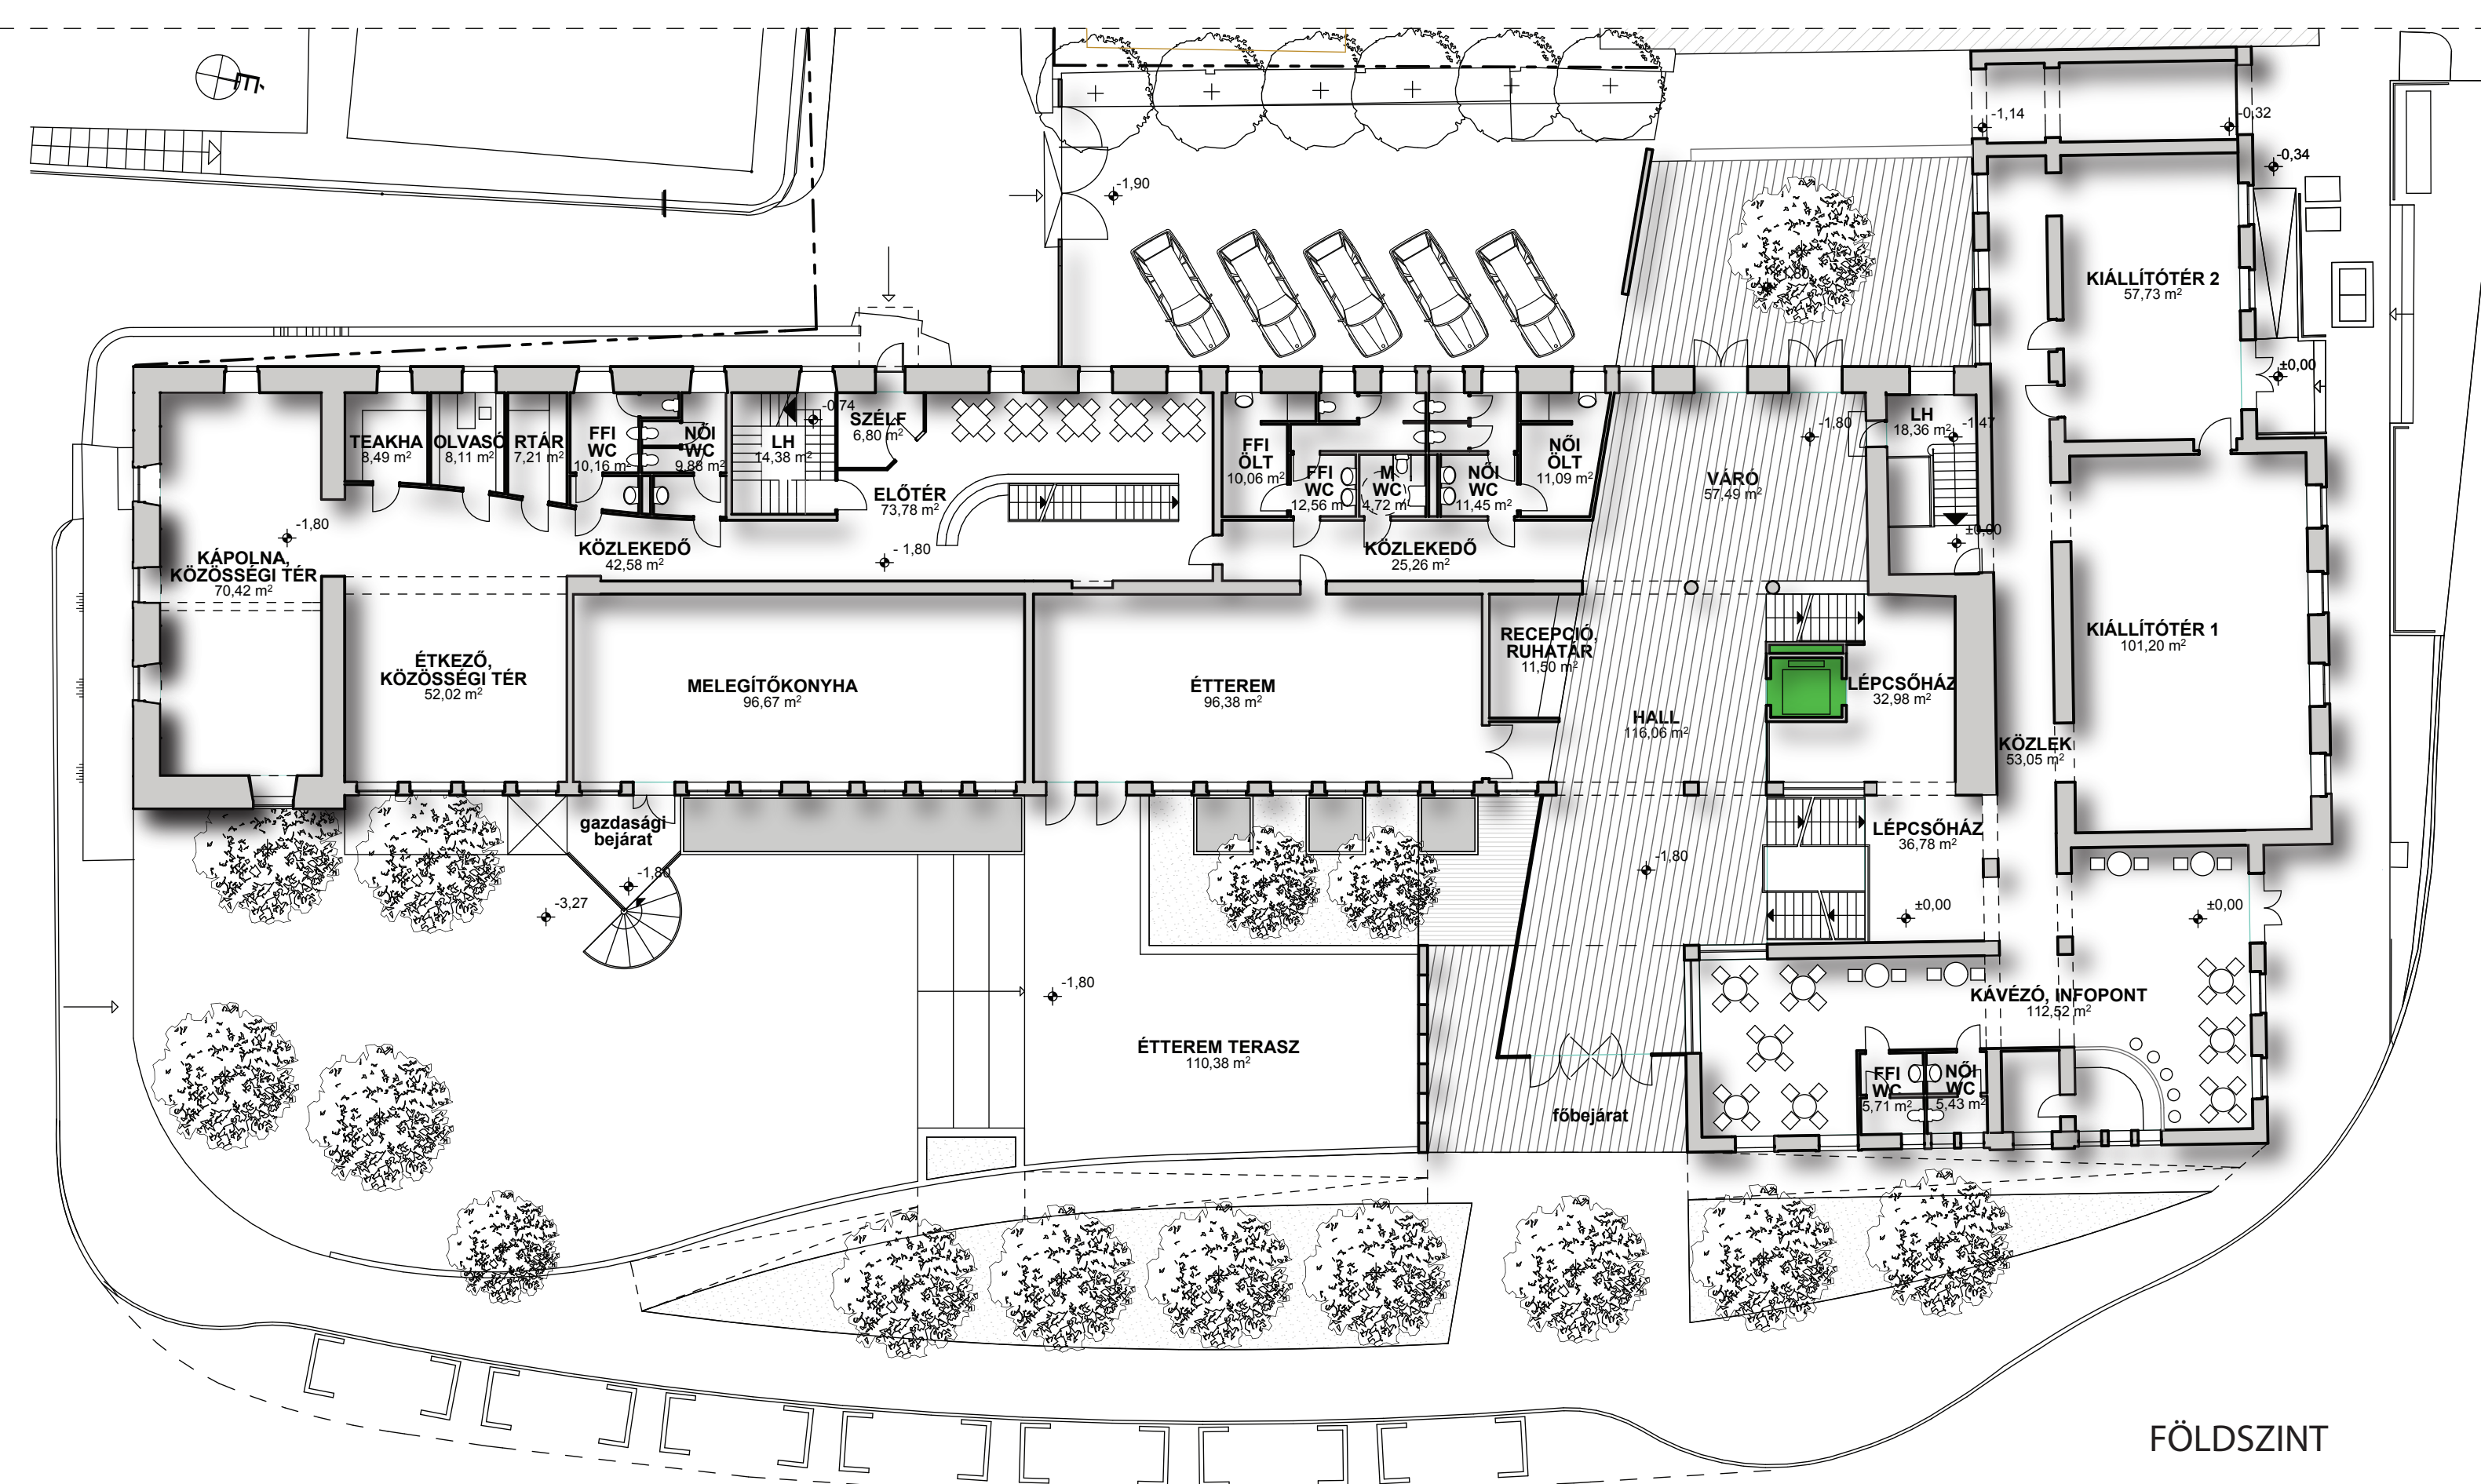 É
-1,14
-0,32
-0,34
-1,90
KIÁLLÍTÓTÉR 2
57,73 m²
±0,00
TEAKHA
8,49 m²
OLVASÓ
8,11 m²
RTÁR
7,21 m²
FFI
WC
10,16 m²
NŐI
WC
9,88 m²
LH
14,38 m²
-0,74
SZÉLF
6,80 m²
ELŐTÉR
73,78 m²
FFI
ÖLT
10,06 m²
FFI
WC
12,56 m²
M
WC
4,72 m²
NŐI
WC
11,45 m²
NŐI
ÖLT
11,09 m²
VÁRÓ
57,49 m²
-1,80
LH
18,36 m²
-1,47
±0,00
-1,80
KÁPOLNA,
KÖZÖSSÉGI TÉR
70,42 m²
KÖZLEKEDŐ
42,58 m²
- 1,80
KÖZLEKEDŐ
25,26 m²
ÉTKEZŐ,
KÖZÖSSÉGI TÉR
52,02 m²
MELEGÍTŐKONYHA
96,67 m²
ÉTTEREM
96,38 m²
RECEPCIÓ,
RUHATÁR
11,50 m²
HALL
116,06 m²
LÉPCSŐHÁZ
32,98 m²
KIÁLLÍTÓTÉR 1
101,20 m²
KÖZLEK
53,05 m²
gazdasági
bejárat
-1,80
-3,27
LÉPCSŐHÁZ
36,78 m²
-1,80
±0,00
±0,00
-1,80
KÁVÉZÓ, INFOPONT
112,52 m²
ÉTTEREM TERASZ
110,38 m²
FFI
WC
5,71 m²
NŐI
WC
5,43 m²
főbejárat
FÖLDSZINT